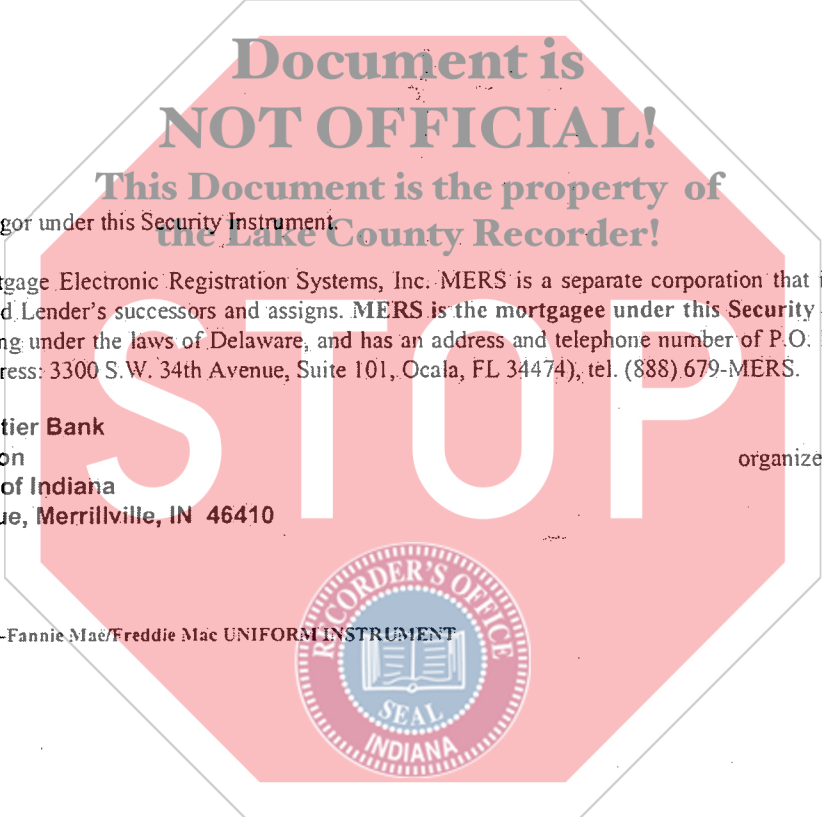 Document is
NOT OFFICIAL!
This Document is the property of
gor under this Security Instrument.
the Lake County Recorder!
tgage Electronic Registration Systems, Inc. MERS is a separate corporation that i
d Lender's successors and assigns. MERS is the mortgagee under this Security
ng under the laws of Delaware, and has an address and telephone number of P.O.
ress: 3300 S.W. 34th Avenue, Suite 101, Ocala, FL 34474), tel. (888) 679-MERS.
STOP
tier Bank
on organize
of Indiana
ue, Merrillville, IN 46410
RECORDER'S OFFICE
-Fannie Mae/Freddie Mac UNIFORM INSTRUMENT
SEAL
INDIANA